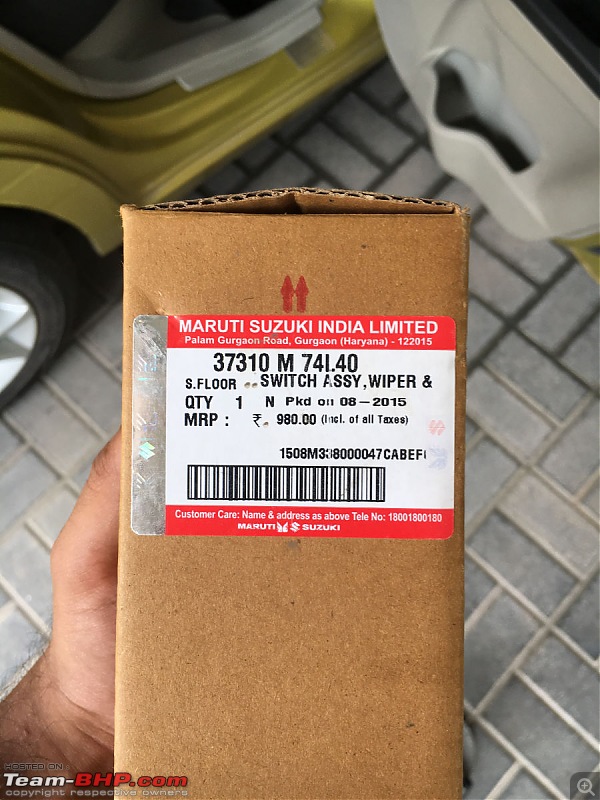 MARUTI SUZUKI INDIA LIMITED
Palam Gurgaon Road, Gurgaon (Haryana) - 122015
37310 M 74L40
S.FLOOR SWITCH ASSY,WIPER &
QTY 1 N Pkd on 08-2015
MRP : ₹. 980.00 (Incl. of all Taxes)
Customer Care: Name & address as above Tele No: 18001800180
MARUTI SUZUKI
HOSTED ON
Team-BHP.com
copyright respective owners